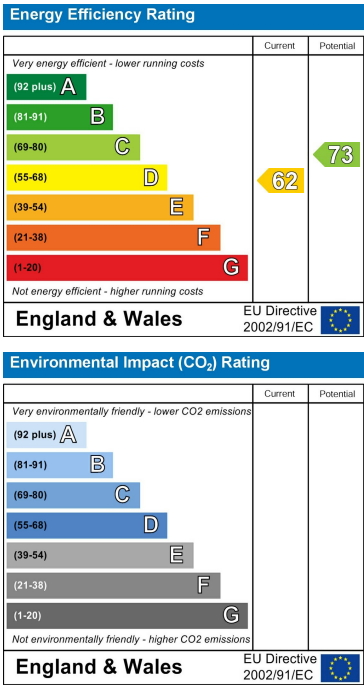 Energy Efficiency Rating
Current Potential
Very energy efficient - lower running costs
(92 plus) A
(81-91) B
(69-80) C
(55-68) D
(39-54) E
(21-38) F
(1-20) G
62
73
Not energy efficient - higher running costs
England & Wales
EU Directive
2002/91/EC
Environmental Impact (CO₂) Rating
Current Potential
Very environmentally friendly - lower CO2 emissions
(92 plus) A
(81-91) B
(69-80) C
(55-68) D
(39-54) E
(21-38) F
(1-20) G
Not environmentally friendly - higher CO2 emissions
England & Wales
EU Directive
2002/91/EC